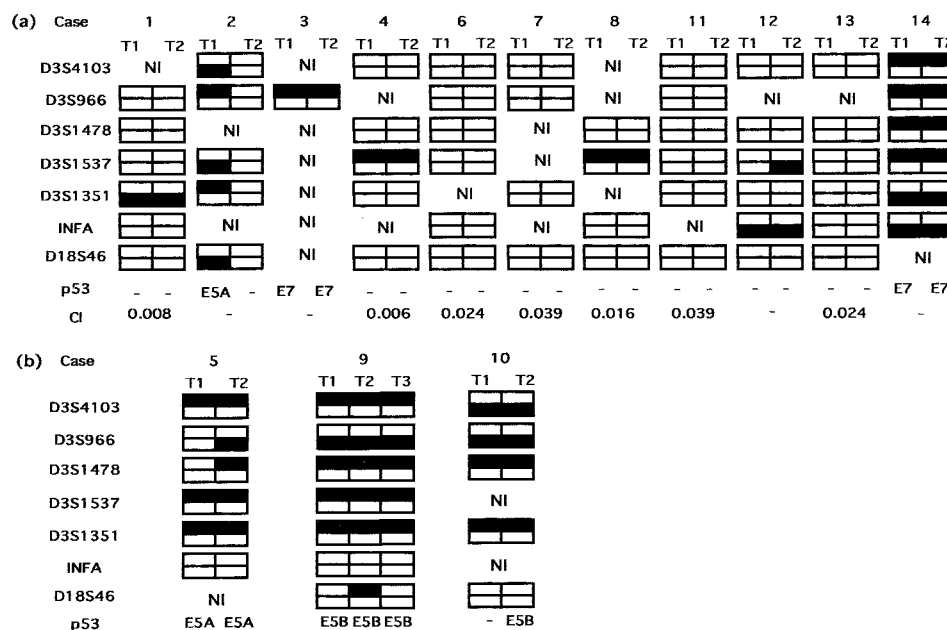 (a) Case 1 2 3 4 6 7 8 11 12 13 14
T1 T2 T1 T2 T1 T2 T1 T2 T1 T2 T1 T2 T1 T2 T1 T2 T1 T2 T1 T2 T1 T2
D3S4103 NI NI NI
D3S966 NI NI NI NI
D3S1478 NI NI NI
D3S1537 NI NI
D3S1351 NI NI NI
INFA NI NI NI NI NI
D18S46 NI NI
p53 - - E5A - E7 E7 - - - - - - - - - - - - - - E7 E7
CI 0.008 - - 0.006 0.024 0.039 0.016 0.039 - 0.024 -
(b) Case 5 9 10
T1 T2 T1 T2 T3 T1 T2
D3S4103
D3S966
D3S1478
D3S1537 NI
D3S1351
INFA NI
D18S46 NI
p53 E5A E5A E5B E5B E5B - E5B